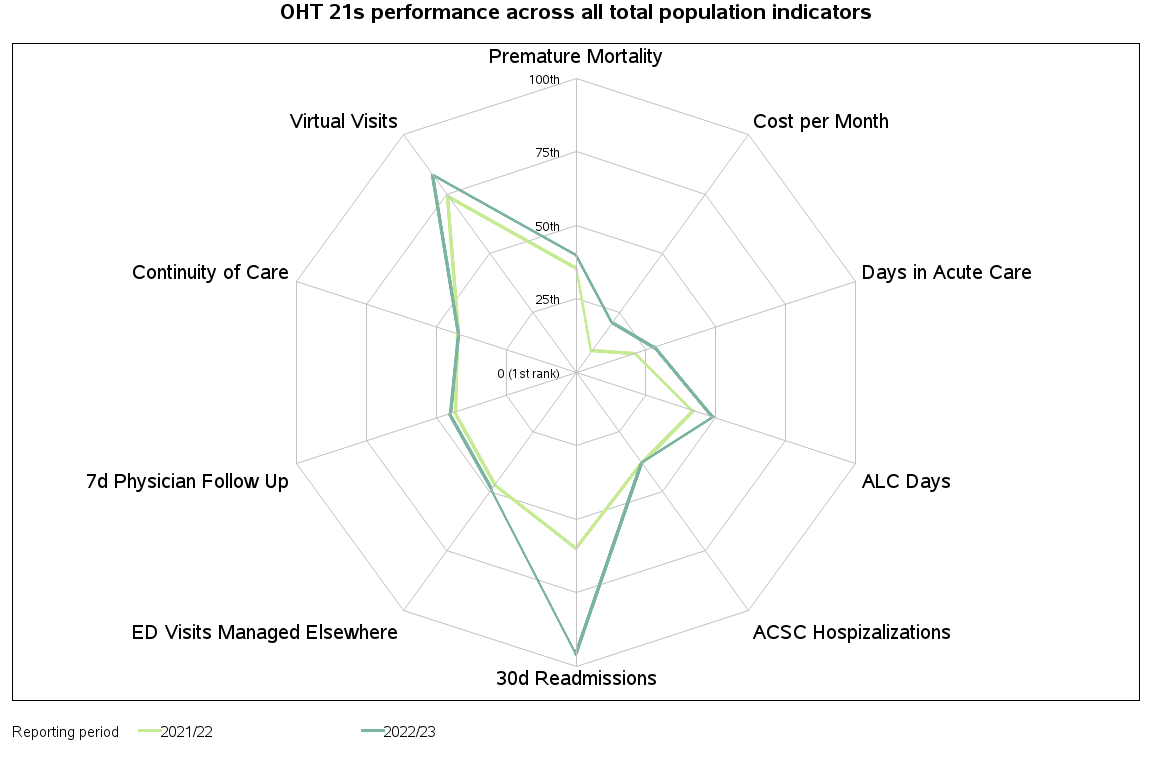 OHT 21s performance across all total population indicators
Premature Mortality
100th
Virtual Visits
Cost per Month
75th
50th
Continuity of Care
Days in Acute Care
25th
0 (1st rank)
7d Physician Follow Up
ALC Days
ED Visits Managed Elsewhere
ACSC Hospizalizations
30d Readmissions
Reporting period 2021/22 2022/23